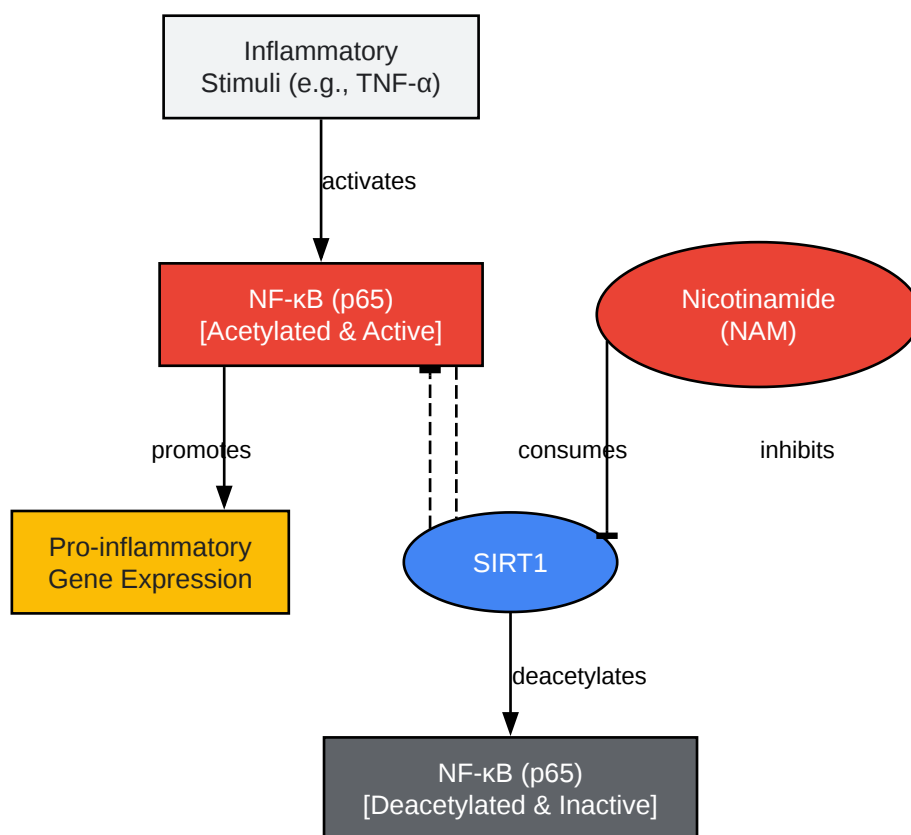 Inflammatory
Stimuli (e.g., TNF-α)
activates
NF-κB (p65)
[Acetylated & Active]
Nicotinamide
(NAM)
promotes
consumes
inhibits
Pro-inflammatory
Gene Expression
SIRT1
deacetylates
NF-κB (p65)
[Deacetylated & Inactive]